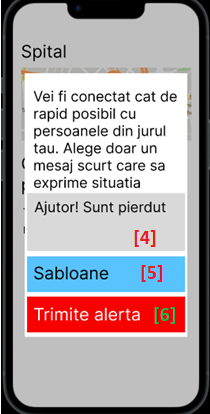 Spital
Vei fi conectat cat de
rapid posibil cu
persoanele din jurul
tau. Alege doar un
mesaj scurt care sa
exprime situatia
Ajutor! Sunt pierdut
[4]
Sabloane [5]
Trimite alerta [6]